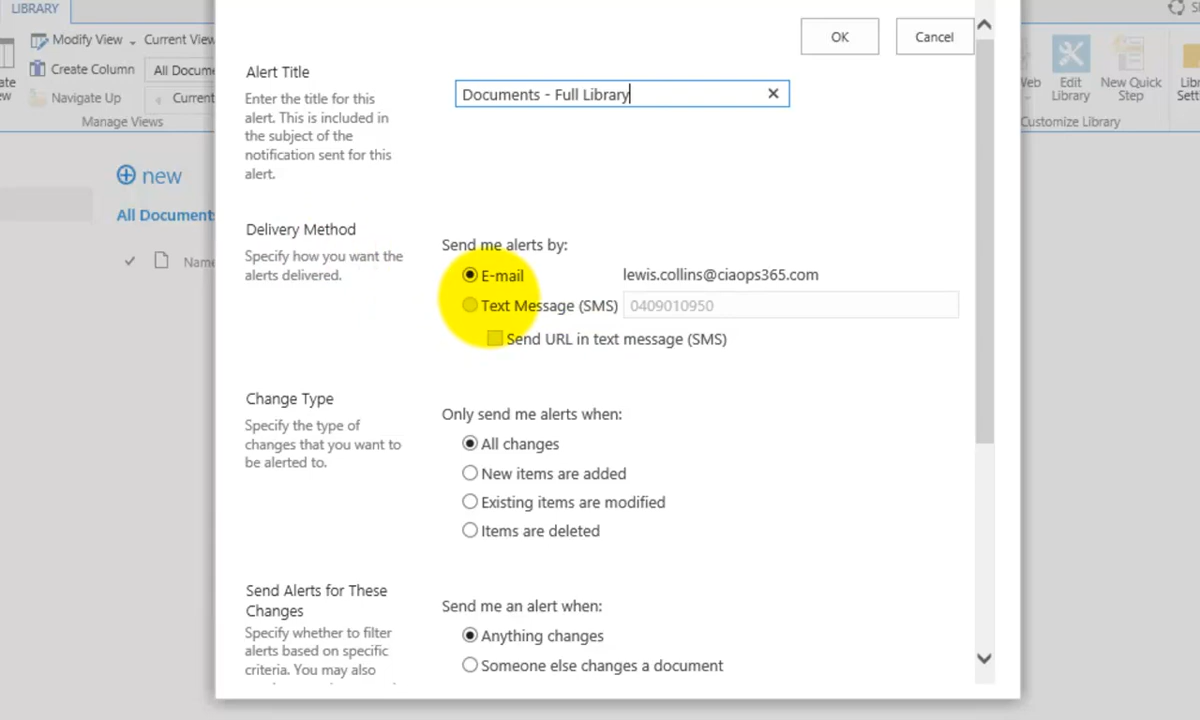 LIBRARY
Modify View
Current View
Create Column
All Docume
Navigate Up
Current
Manage Views
Web
Edit Library
New Quick Step
Customize Library
new
All Documents
Name
OK
Cancel
Alert Title
Enter the title for this
alert. This is included in
the subject of the
notification sent for this
alert.
Documents - Full Library
Delivery Method
Specify how you want the
alerts delivered.
Send me alerts by:
E-mail
lewis.collins@ciaops365.com
Text Message (SMS)
0409010950
Send URL in text message (SMS)
Change Type
Specify the type of
changes that you want to
be alerted to.
Only send me alerts when:
All changes
New items are added
Existing items are modified
Items are deleted
Send Alerts for These
Changes
Specify whether to filter
alerts based on specific
criteria. You may also
Send me an alert when:
Anything changes
Someone else changes a document